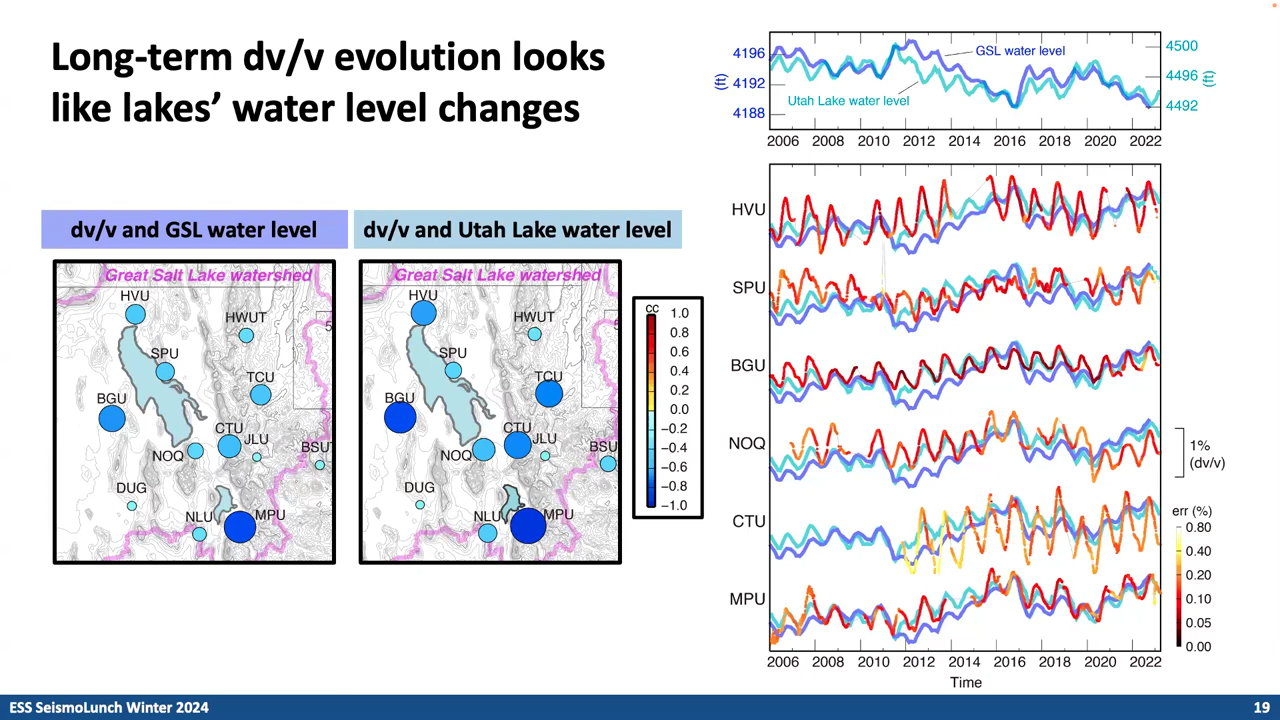 Long-term dv/v evolution looks
like lakes’ water level changes
dv/v and GSL water level
dv/v and Utah Lake water level
Great Salt Lake watershed
HVU
HWUT
SPU
TCU
BGU
CTU
JLU
NOQ
BSU
DUG
NLU
MPU
5
Great Salt Lake watershed
HVU
HWUT
SPU
TCU
BGU
CTU
JLU
NOQ
BSU
DUG
NLU
MPU
cc
1.0
0.8
0.6
0.4
0.2
0.0
−0.2
−0.4
−0.6
−0.8
−1.0
4196
4192
4188
(ft)
GSL water level
Utah Lake water level
4500
4496
4492
(ft)
2006 2008 2010 2012 2014 2016 2018 2020 2022
HVU
SPU
BGU
NOQ
CTU
MPU
1%
(dv/v)
err (%)
0.80
0.40
0.20
0.10
0.05
0.00
2006 2008 2010 2012 2014 2016 2018 2020 2022
Time
ESS SeismoLunch Winter 2024
19